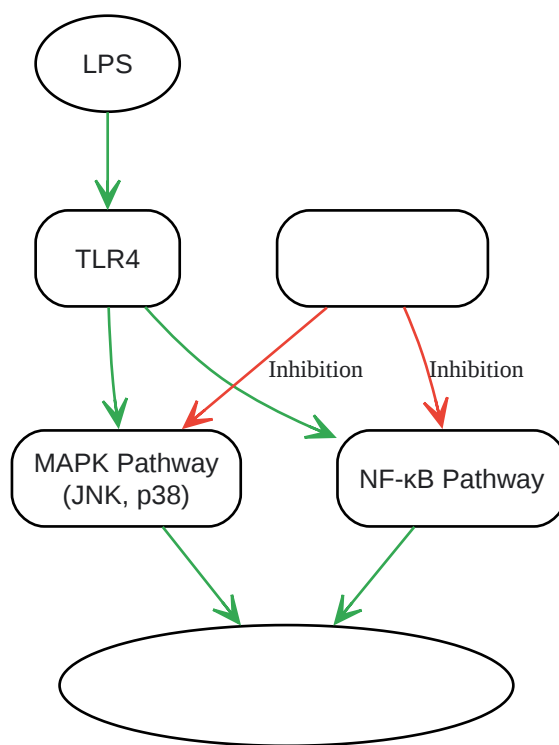 LPS
TLR4
Inhibition
Inhibition
MAPK Pathway
(JNK, p38)
NF-κB Pathway